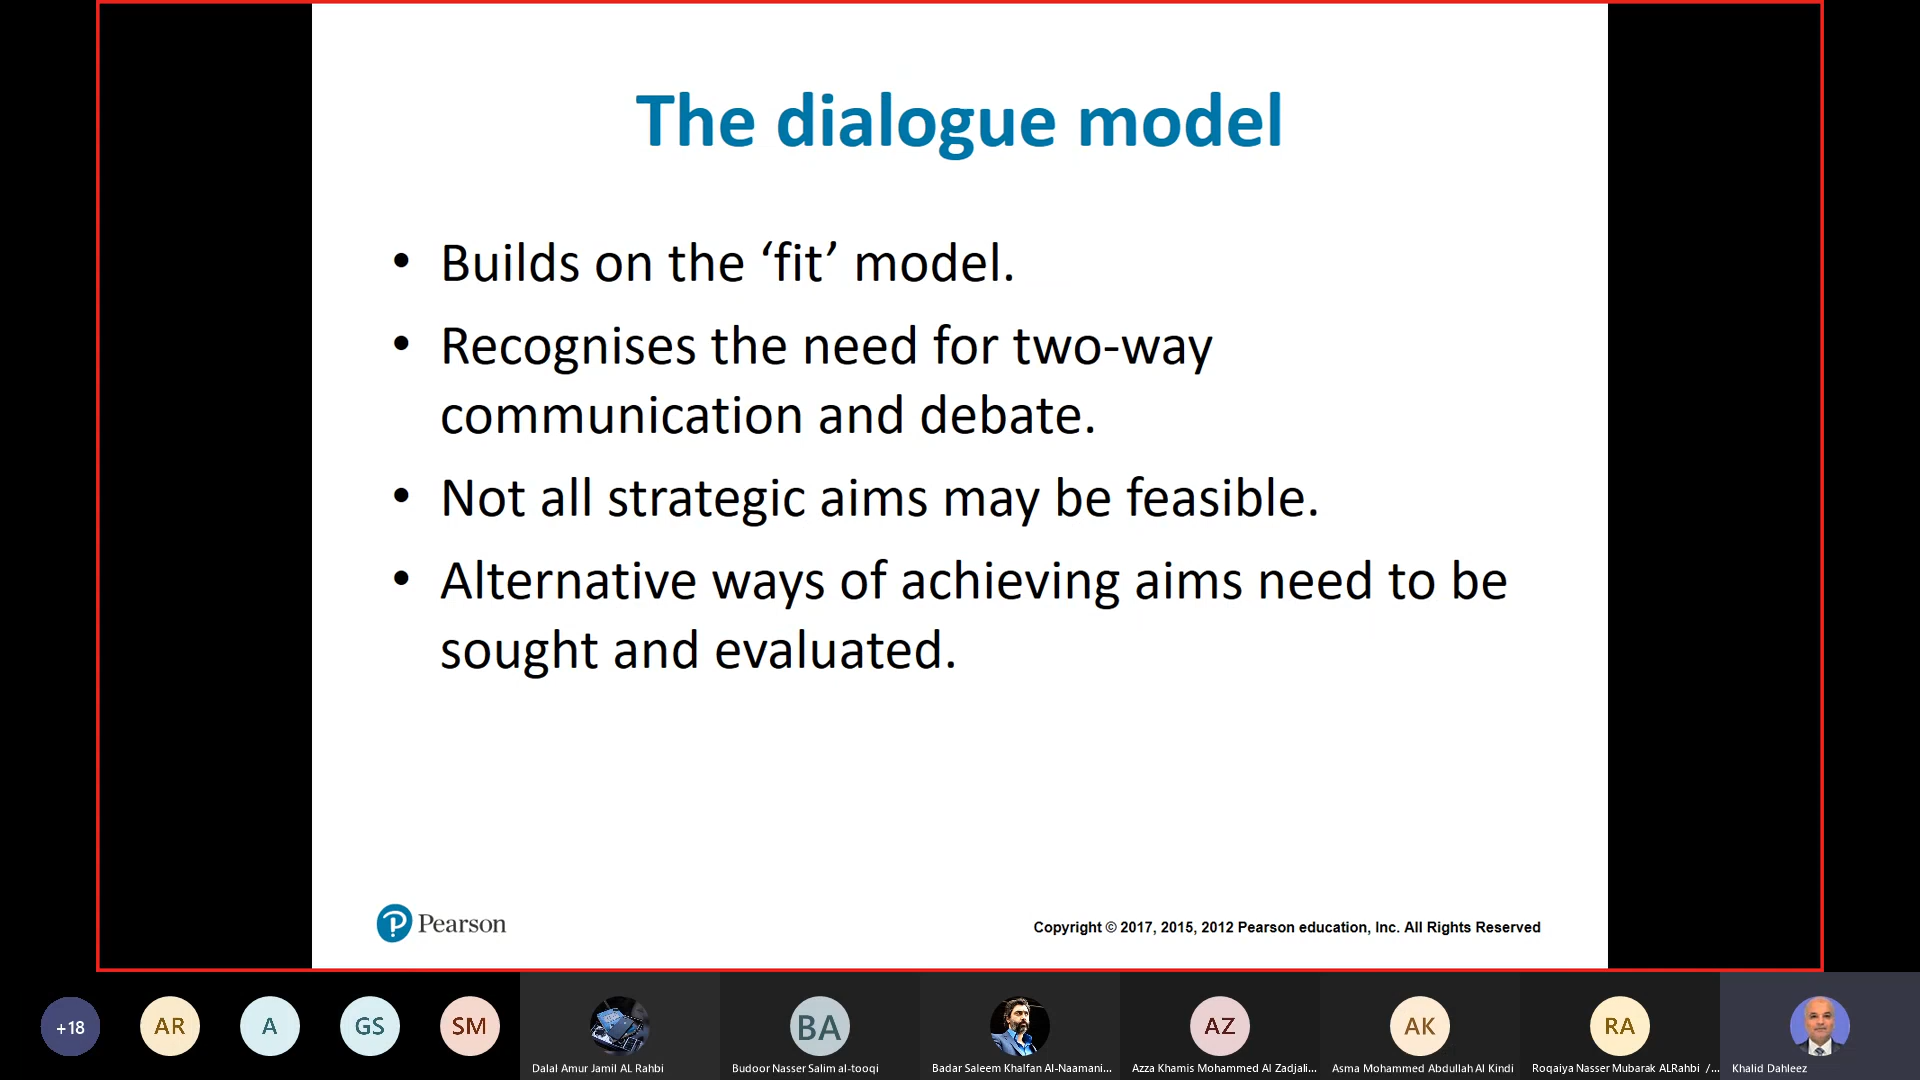 The dialogue model
• Builds on the ‘fit’ model.
• Recognises the need for two-way
communication and debate.
• Not all strategic aims may be feasible.
• Alternative ways of achieving aims need to be
sought and evaluated.
Pearson
Copyright © 2017, 2015, 2012 Pearson education, Inc. All Rights Reserved
+18
AR
A
GS
SM
BA
AZ
AK
RA
Dalal Amur Jamil AL Rahbi
Budoor Nasser Salim al-tooqi
Badar Saleem Khalfan Al-Naamani...
Azza Khamis Mohammed Al Zadjali...
Asma Mohammed Abdullah Al Kindi
Roqaiya Nasser Mubarak ALRahbi /...
Khalid Dahleez